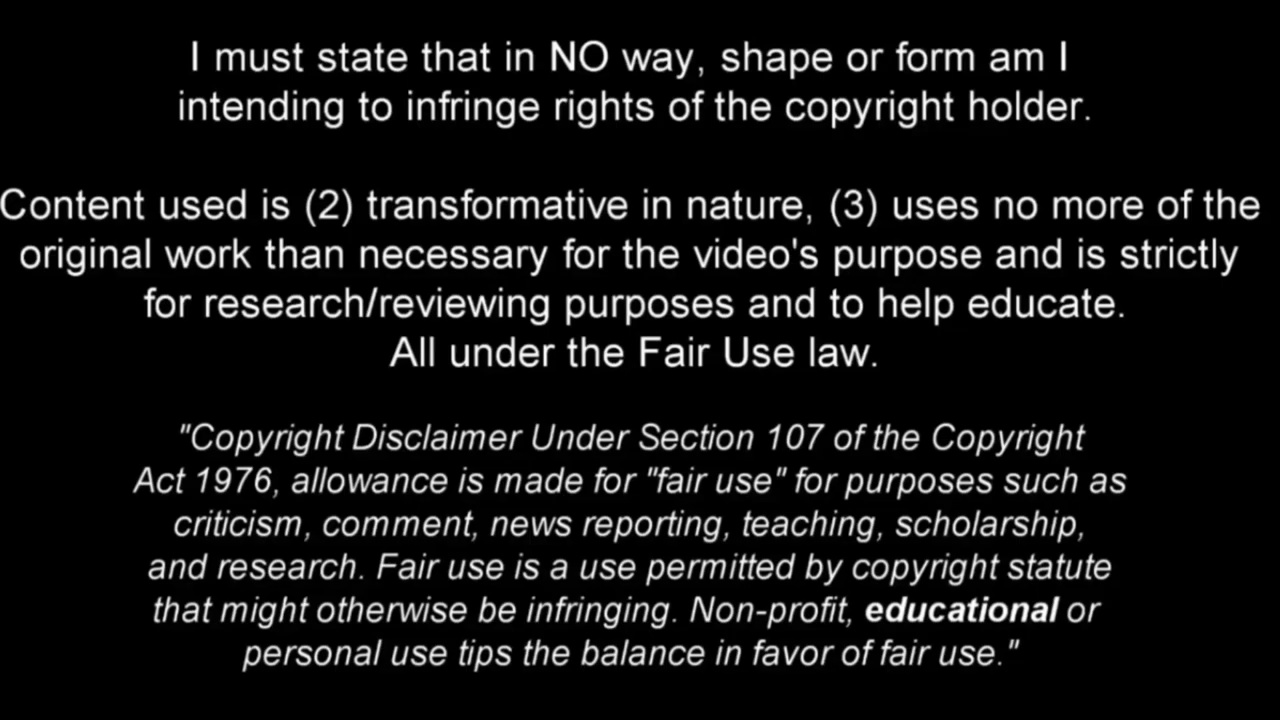 I must state that in NO way, shape or form am I
intending to infringe rights of the copyright holder.
Content used is (2) transformative in nature, (3) uses no more of the
original work than necessary for the video's purpose and is strictly
for research/reviewing purposes and to help educate.
All under the Fair Use law.
"Copyright Disclaimer Under Section 107 of the Copyright
Act 1976, allowance is made for "fair use" for purposes such as
criticism, comment, news reporting, teaching, scholarship,
and research. Fair use is a use permitted by copyright statute
that might otherwise be infringing. Non-profit, educational or
personal use tips the balance in favor of fair use."